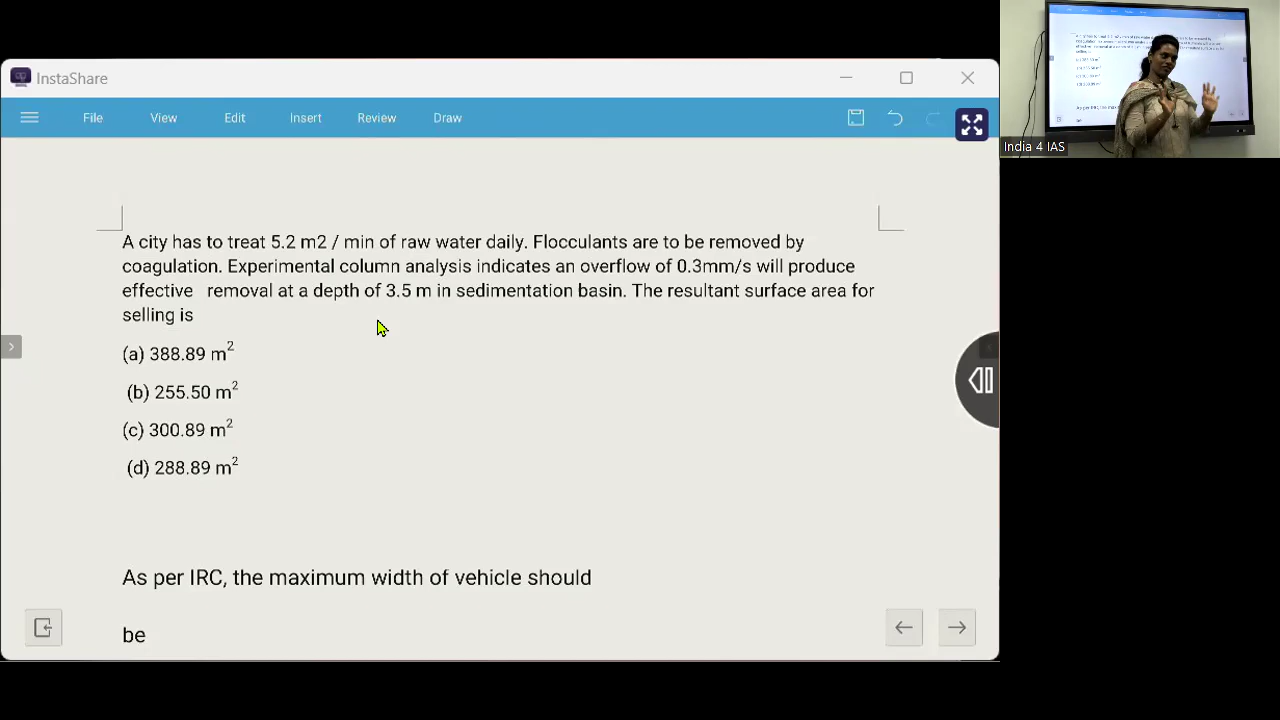 InstaShare
File View Edit Insert Review Draw
India 4 IAS
A city has to treat 5.2 m2 / min of raw water daily. Flocculants are to be removed by
coagulation. Experimental column analysis indicates an overflow of 0.3mm/s will produce
effective removal at a depth of 3.5 m in sedimentation basin. The resultant surface area for
selling is
(a) 388.89 m²
(b) 255.50 m²
(c) 300.89 m²
(d) 288.89 m²
As per IRC, the maximum width of vehicle should
be